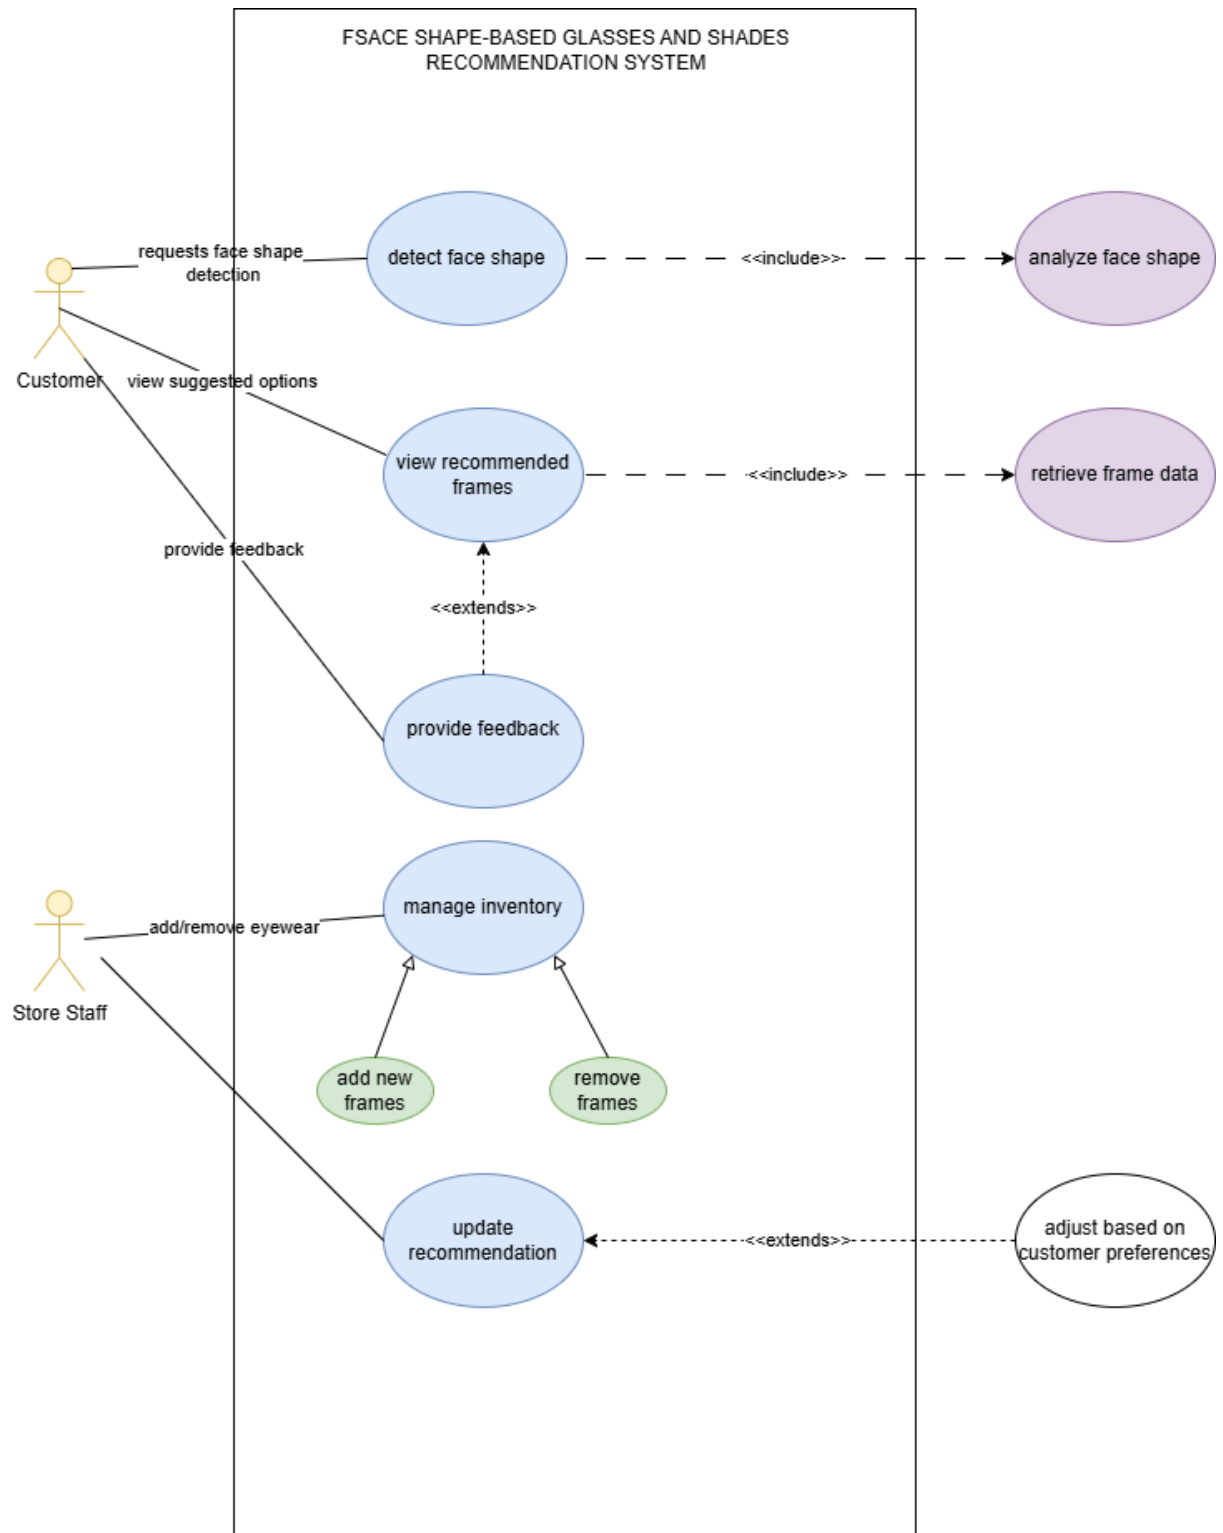 FSACE SHAPE-BASED GLASSES AND SHADES
RECOMMENDATION SYSTEM
requests face shape
detection
detect face shape
<<include>>
analyze face shape
Customer
view suggested options
view recommended
frames
<<include>>
retrieve frame data
provide feedback
<<extends>>
provide feedback
manage inventory
add/remove eyewear
Store Staff
add new
frames
remove
frames
update
recommendation
<<extends>>
adjust based on
customer preferences